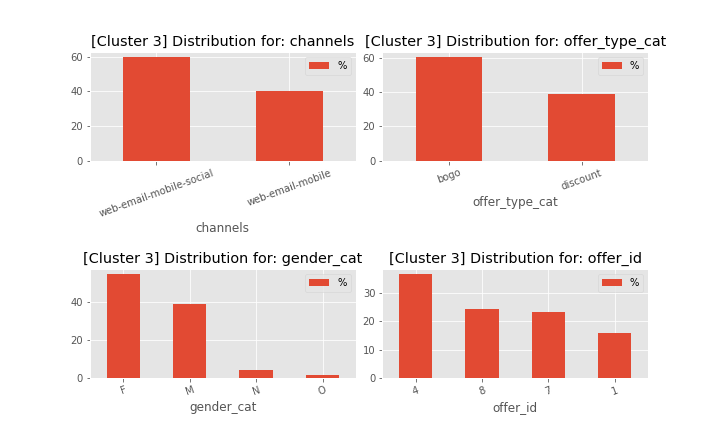 [Cluster 3] Distribution for: channels
%
60
40
20
0
web-email-mobile-social
web-email-mobile
channels
[Cluster 3] Distribution for: offer_type_cat
%
60
40
20
0
bogo
discount
offer_type_cat
[Cluster 3] Distribution for: gender_cat
%
40
20
0
F
M
N
O
gender_cat
[Cluster 3] Distribution for: offer_id
%
30
20
10
0
4
8
7
1
offer_id